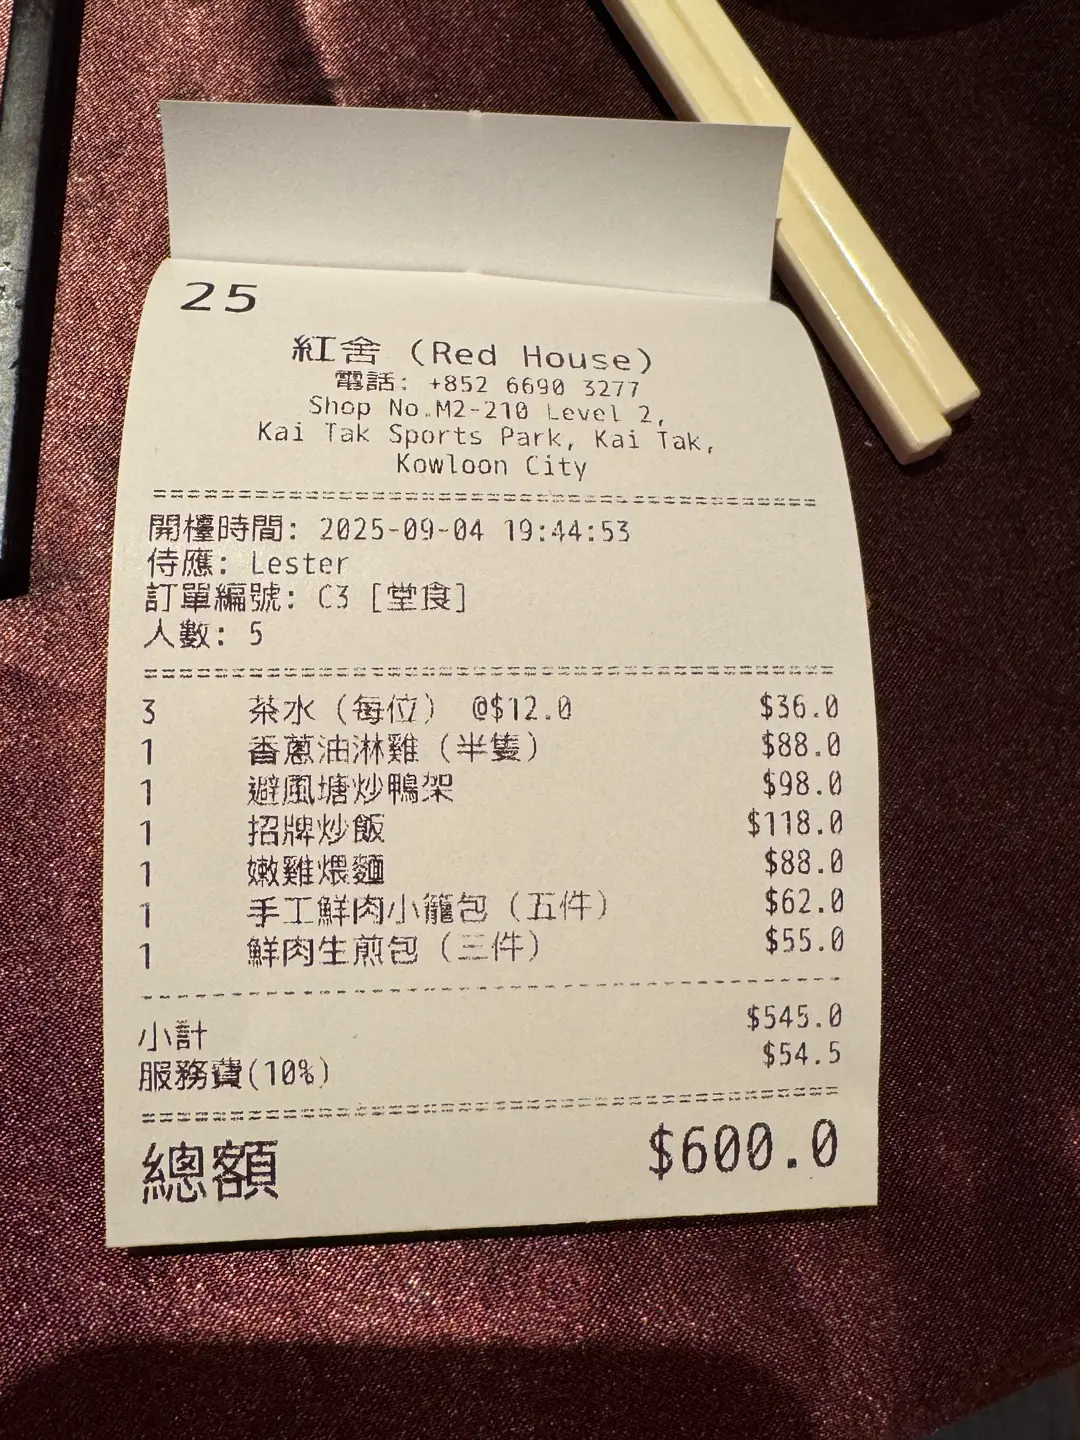 25
紅舍 (Red House)
電話: +852 6690 3277
Shop No.M2-210 Level 2,
Kai Tak Sports Park, Kai Tak,
Kowloon City
開檯時間: 2025-09-04 19:44:53
侍應: Lester
訂單編號: C3 [堂食]
人數: 5
3 茶水 (每位) @$12.0 $36.0
1 香蔥油淋雞 (半隻) $88.0
1 避風塘炒鴨架 $98.0
1 招牌炒飯 $118.0
1 嫩雞煨麵 $88.0
1 手工鮮肉小籠包 (五件) $62.0
1 鮮肉生煎包 (三件) $55.0
小計 $545.0
服務費(10%) $54.5
總額 $600.0